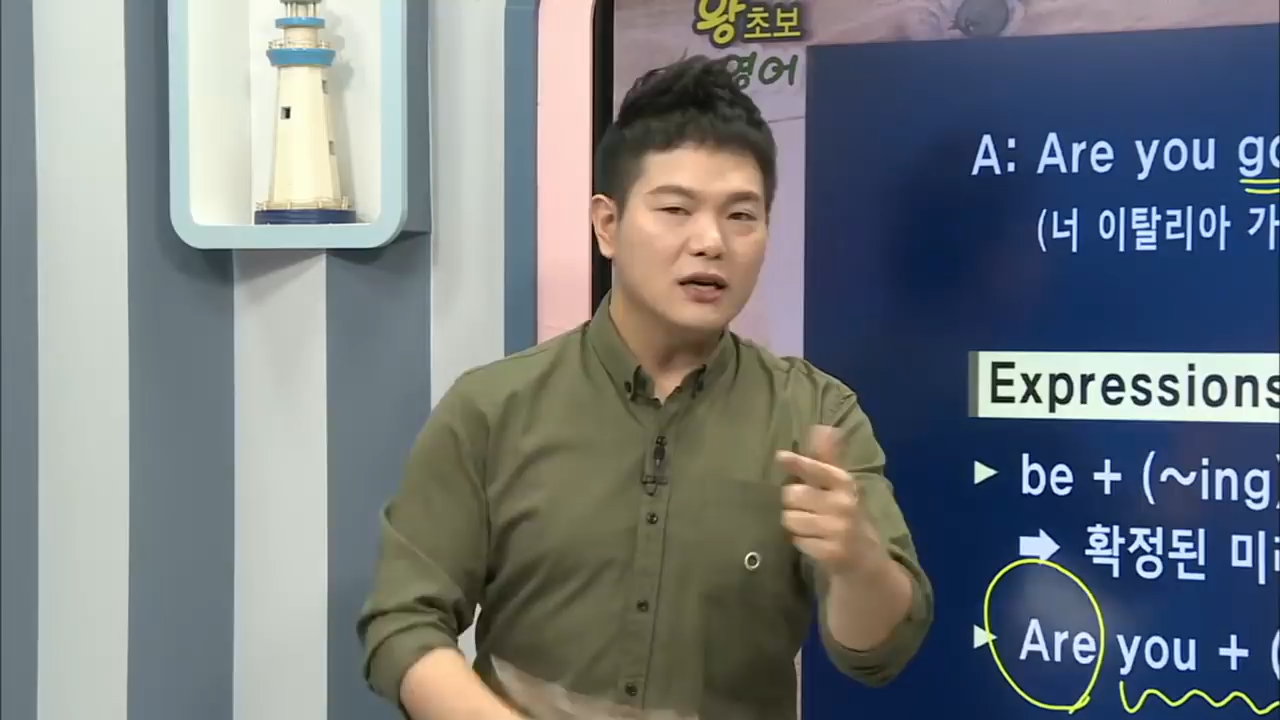 왕초보
영어
A: Are you go
(너 이탈리아 가
Expressions
▶ be + (~ing)
➡ 확정된 미래
▶ Are you + (